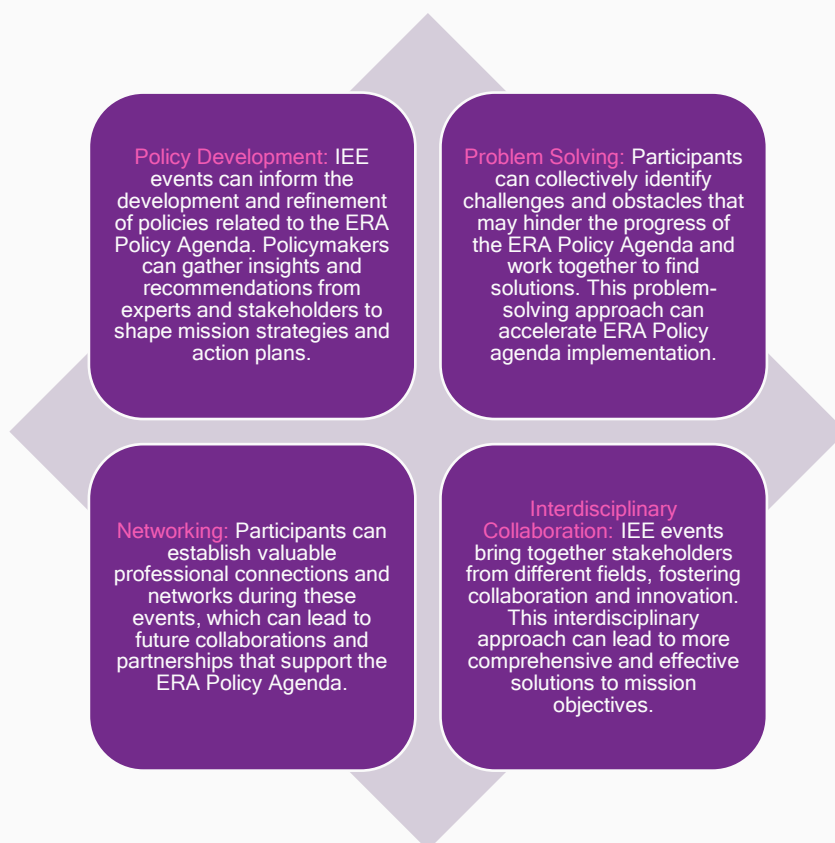 Policy Development: IEE
events can inform the
development and refinement
of policies related to the ERA
Policy Agenda. Policymakers
can gather insights and
recommendations from
experts and stakeholders to
shape mission strategies and
action plans.
Problem Solving: Participants
can collectively identify
challenges and obstacles that
may hinder the progress of
the ERA Policy Agenda and
work together to find
solutions. This problem-
solving approach can
accelerate ERA Policy
agenda implementation.
Networking: Participants can
establish valuable
professional connections and
networks during these
events, which can lead to
future collaborations and
partnerships that support the
ERA Policy Agenda.
Interdisciplinary
Collaboration: IEE events
bring together stakeholders
from different fields, fostering
collaboration and innovation.
This interdisciplinary
approach can lead to more
comprehensive and effective
solutions to mission
objectives.